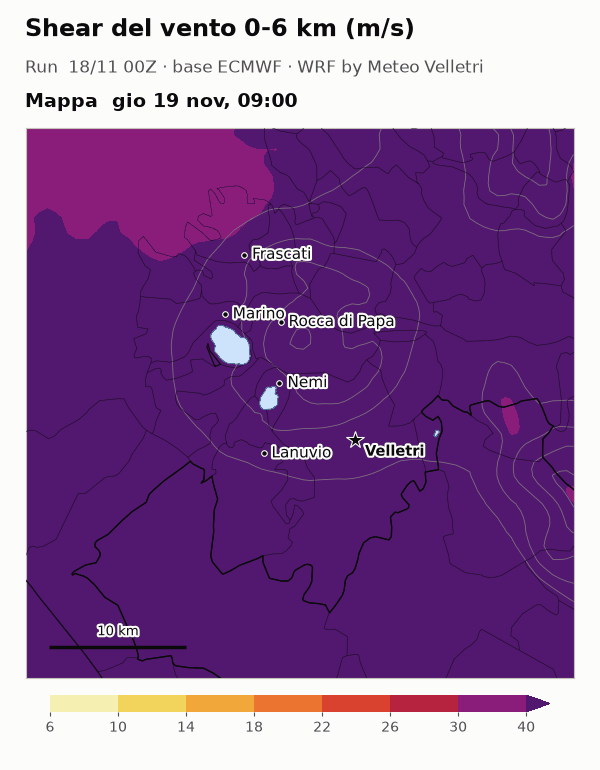 Shear del vento 0-6 km (m/s)
Run  18/11 00Z · base ECMWF · WRF by Meteo Velletri
Mappa  gio 19 nov, 09:00
Frascati
Marino
Rocca di Papa
Nemi
Lanuvio
Velletri
10 km
6 10 14 18 22 26 30 40